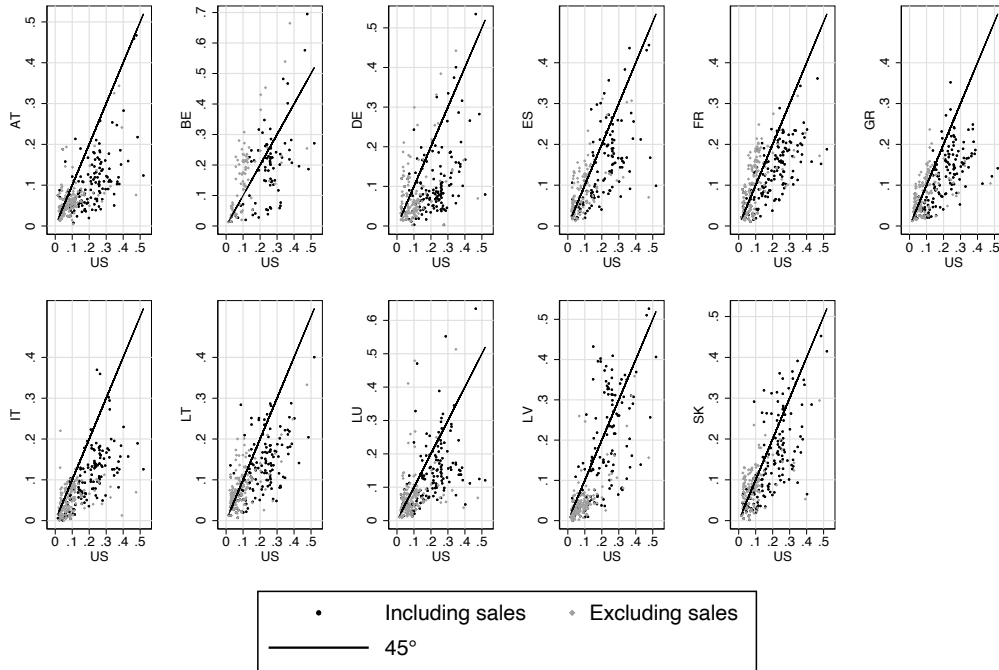 AT
0 .1 .2 .3 .4 .5
0 .1 .2 .3 .4 .5
US
BE
0 .1 .2 .3 .4 .5 .6 .7
0 .1 .2 .3 .4 .5
US
DE
0 .1 .2 .3 .4 .5
0 .1 .2 .3 .4 .5
US
ES
0 .1 .2 .3 .4
0 .1 .2 .3 .4 .5
US
FR
0 .1 .2 .3 .4
0 .1 .2 .3 .4 .5
US
GR
0 .1 .2 .3 .4
0 .1 .2 .3 .4 .5
US
IT
0 .1 .2 .3 .4
0 .1 .2 .3 .4 .5
US
LT
0 .1 .2 .3 .4
0 .1 .2 .3 .4 .5
US
LU
0 .1 .2 .3 .4 .5 .6
0 .1 .2 .3 .4 .5
US
LV
0 .1 .2 .3 .4 .5
0 .1 .2 .3 .4 .5
US
SK
0 .1 .2 .3 .4 .5
0 .1 .2 .3 .4 .5
US
Including sales Excluding sales
45°